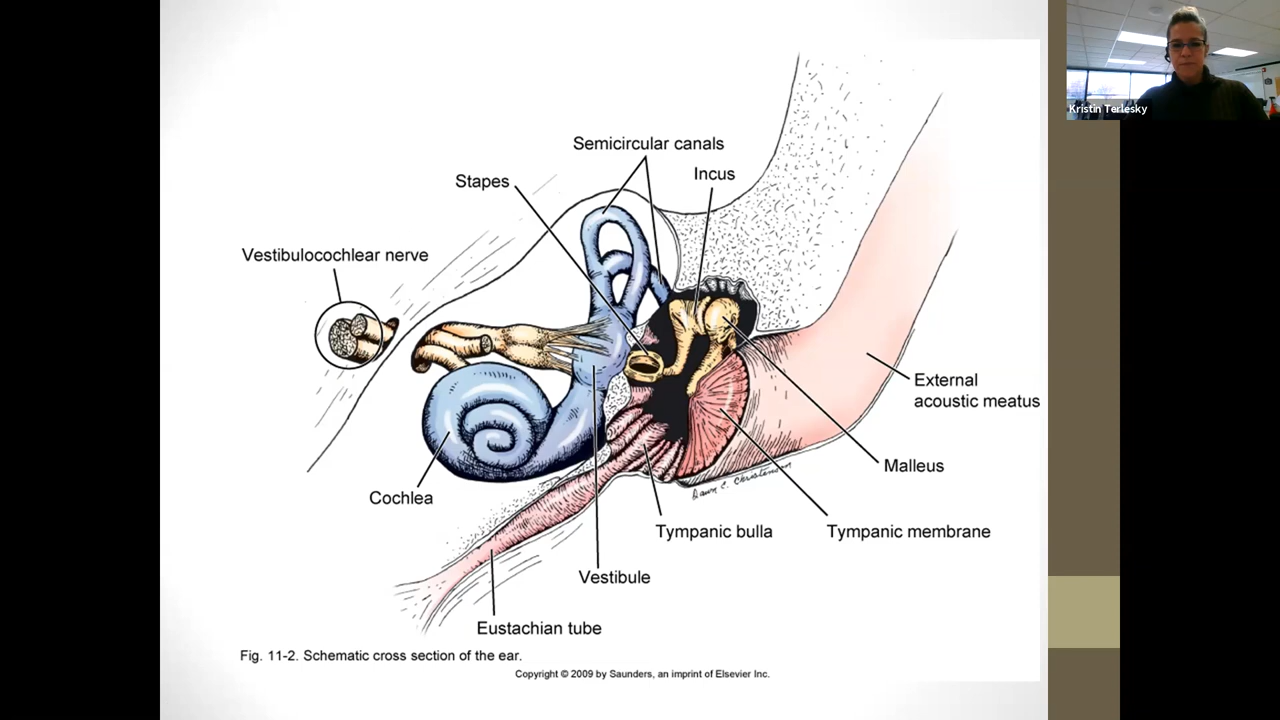 Kristin Terlesky
Semicircular canals
Incus
Stapes
Vestibulocochlear nerve
External
acoustic meatus
Malleus
Cochlea
Dawn C. Christensen
Tympanic bulla
Tympanic membrane
Vestibule
Eustachian tube
Fig. 11-2. Schematic cross section of the ear.
Copyright © 2009 by Saunders, an imprint of Elsevier Inc.